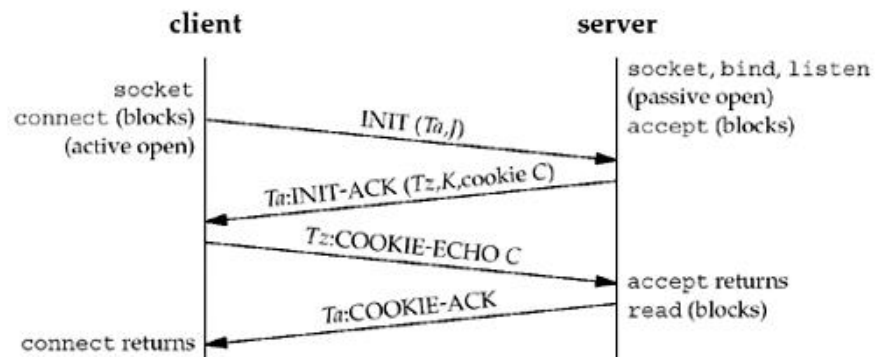 client
server
socket
connect (blocks)
(active open)
socket, bind, listen
(passive open)
accept (blocks)
INIT (Ta,J)
Ta:INIT-ACK (Tz,K,cookie C)
Tz:COOKIE-ECHO C
accept returns
read (blocks)
Ta:COOKIE-ACK
connect returns